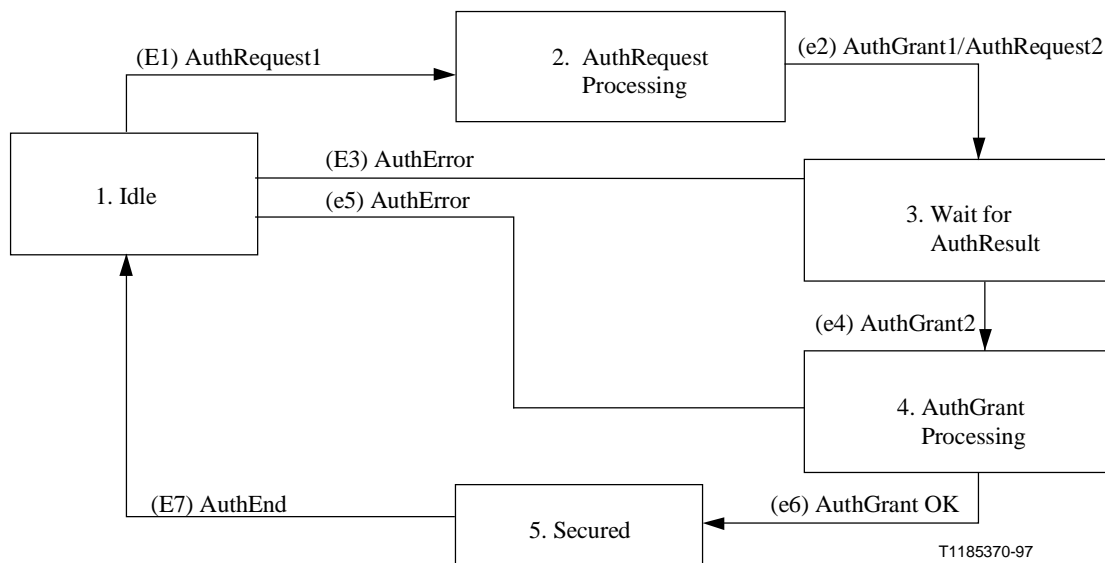 (E1) AuthRequest1
2. AuthRequest
Processing
(e2) AuthGrant1/AuthRequest2
1. Idle
(E3) AuthError
(e5) AuthError
3. Wait for
AuthResult
(e4) AuthGrant2
4. AuthGrant
Processing
(E7) AuthEnd
5. Secured
(e6) AuthGrant OK
T1185370-97